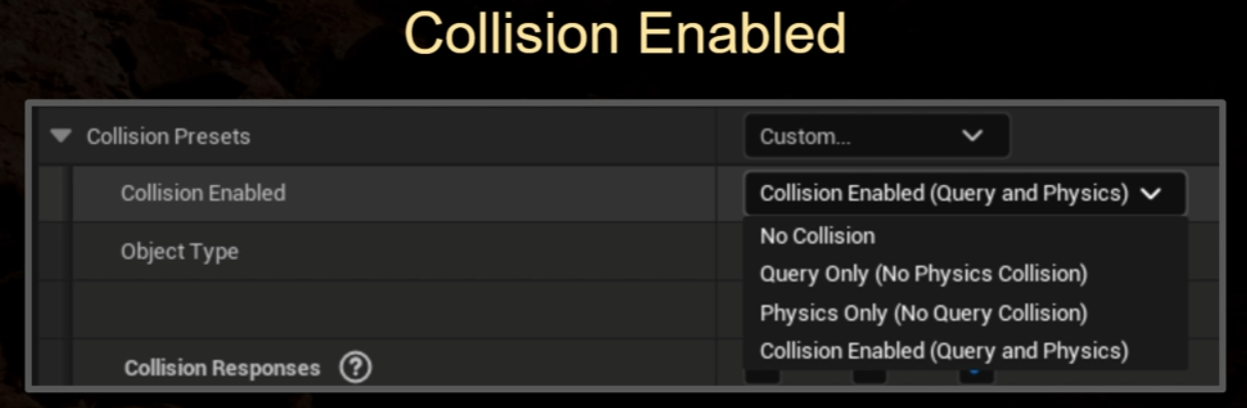 Collision Enabled
Collision Presets Custom...
Collision Enabled Collision Enabled (Query and Physics)
Object Type No Collision
Query Only (No Physics Collision)
Physics Only (No Query Collision)
Collision Enabled (Query and Physics)
Collision Responses ?